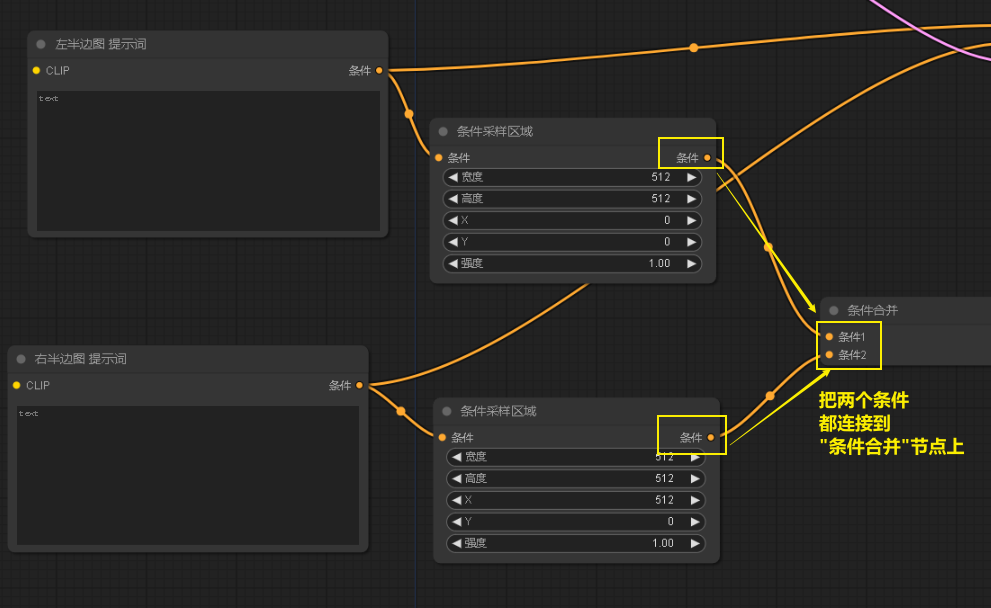 左半边图 提示词
CLIP
条件
text
条件采样区域
条件
条件
宽度
512
高度
512
X
0
Y
0
强度
1.00
条件合并
条件1
条件2
把两个条件
都连接到
"条件合并"节点上
右半边图 提示词
CLIP
条件
text
条件采样区域
条件
条件
宽度
512
高度
512
X
512
Y
0
强度
1.00